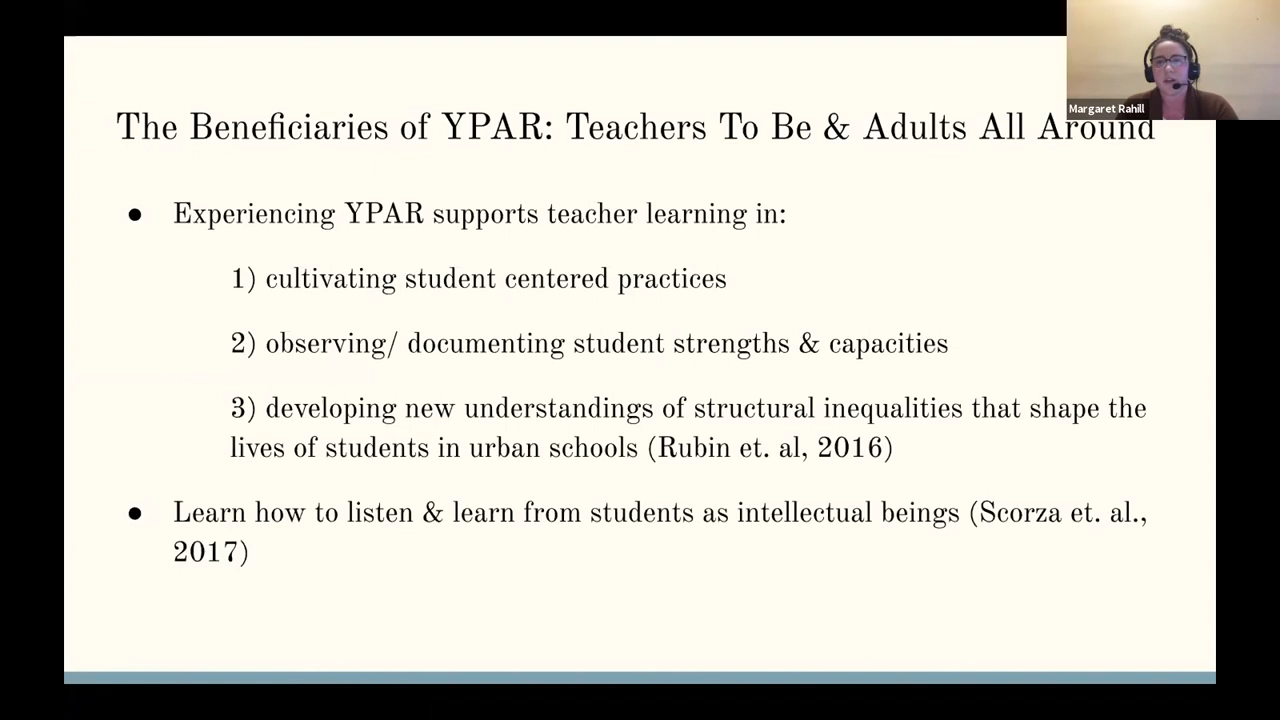 Margaret Rahill
The Beneficiaries of YPAR: Teachers To Be & Adults All Around
● Experiencing YPAR supports teacher learning in:
1) cultivating student centered practices
2) observing/ documenting student strengths & capacities
3) developing new understandings of structural inequalities that shape the
lives of students in urban schools (Rubin et. al, 2016)
● Learn how to listen & learn from students as intellectual beings (Scorza et. al.,
2017)